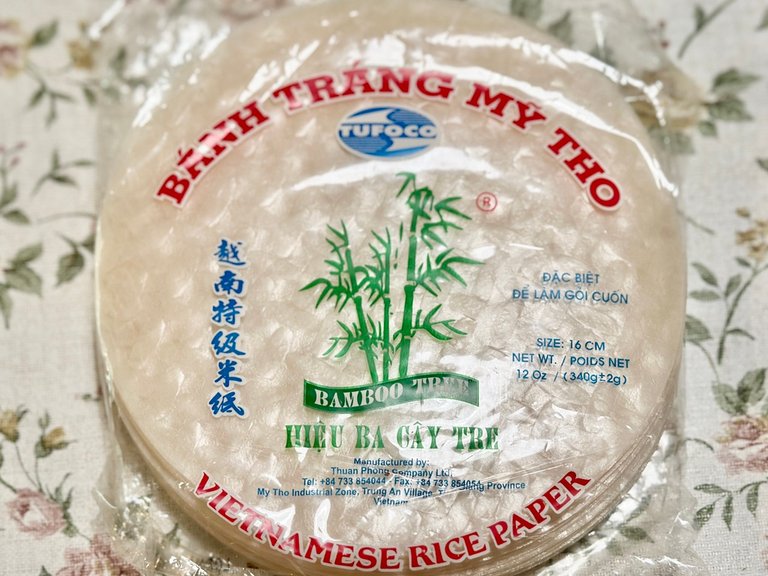 BÁNH TRÁNG MỸ THO
TUFOCO
®
越南特级米纸
ĐẶC BIỆT
ĐỂ LÀM GỎI CUỐN
SIZE: 16 CM
NET WT. / POIDS NET
12 Oz / (340g±2g)
BAMBOO TREE
HIỆU BA CÂY TRE
Manufactured by:
Thuan Phong Company Ltd,
Tel: +84 733 854044 - Fax: +84 733 854054
My Tho Industrial Zone, Trung An Village, Province
Vietnam
VIETNAMESE RICE PAPER